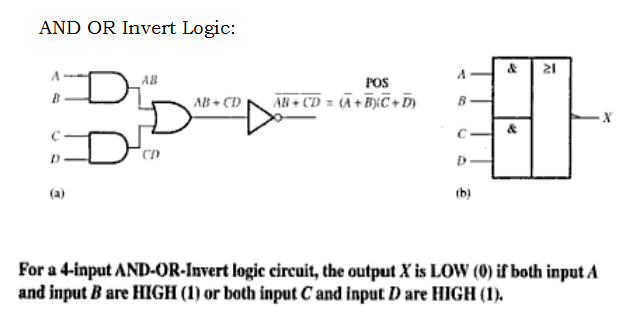 AND OR Invert Logic:
A
B
C
D
AB
CD
AB + CD
POS
A̅B̅ ̅+̅ ̅C̅D̅ = (A̅ + B̅)(C̅ + D̅)
(a)
A
B
C
D
&
&
≥1
X
(b)
For a 4-input AND-OR-Invert logic circuit, the output X is LOW (0) if both input A
and input B are HIGH (1) or both input C and input D are HIGH (1).